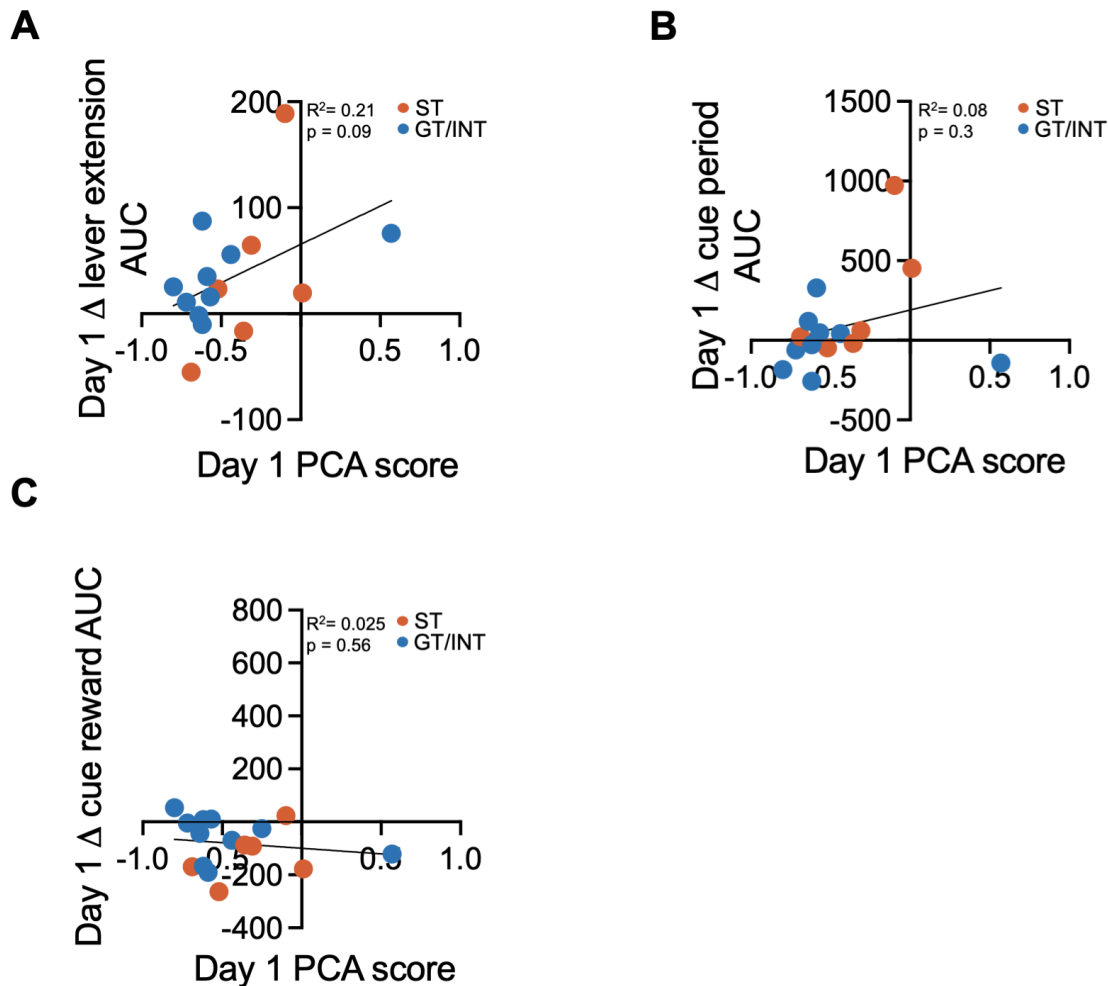 A
Day 1 Δ lever extension
AUC
200
100
-100
-1.0
-0.5
0.5
1.0
R²= 0.21
p = 0.09
ST
GT/INT
Day 1 PCA score
B
Day 1 Δ cue period
AUC
1500
1000
500
-500
-1.0
0.5
0.5
1.0
R²= 0.08
p = 0.3
ST
GT/INT
Day 1 PCA score
C
Day 1 Δ cue reward AUC
800
600
400
200
-200
-400
-1.0
0.5
0.5
1.0
R²= 0.025
p = 0.56
ST
GT/INT
Day 1 PCA score